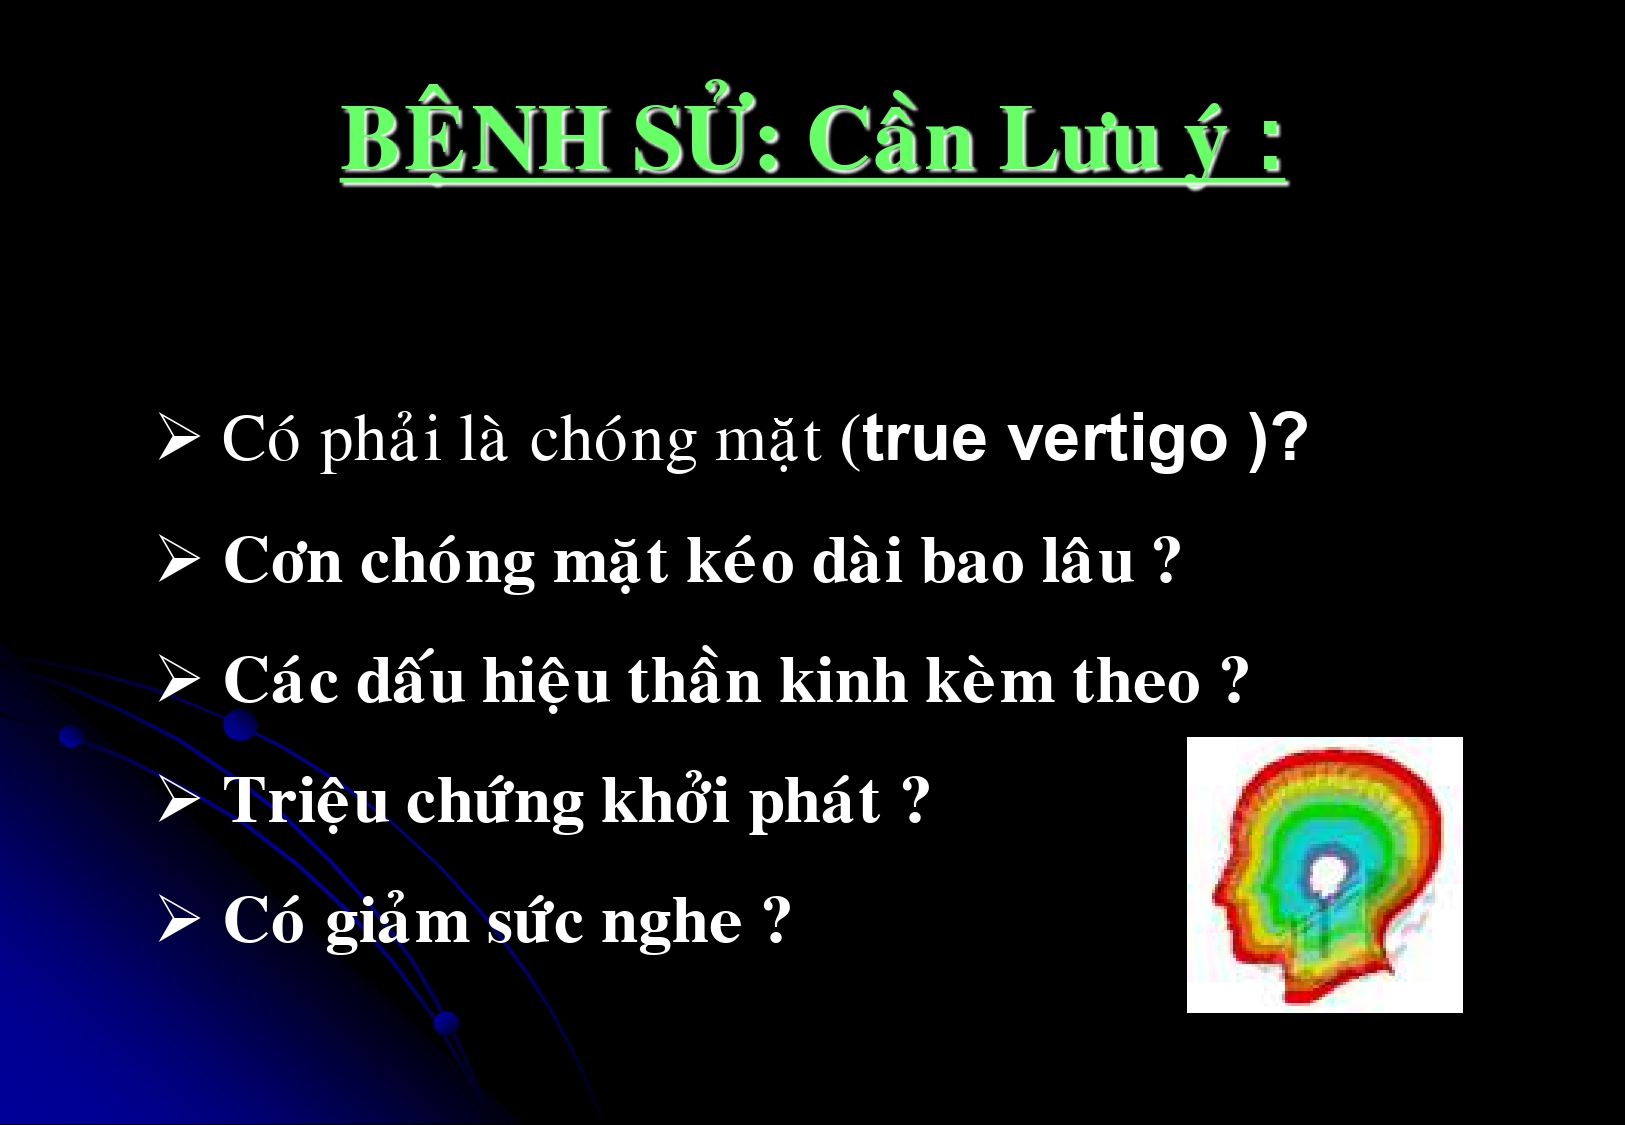 BỆNH SỬ: Cần Lưu ý :
➢ Có phải là chóng mặt (true vertigo )?
➢ Cơn chóng mặt kéo dài bao lâu ?
➢ Các dấu hiệu thần kinh kèm theo ?
➢ Triệu chứng khởi phát ?
➢ Có giảm sức nghe ?